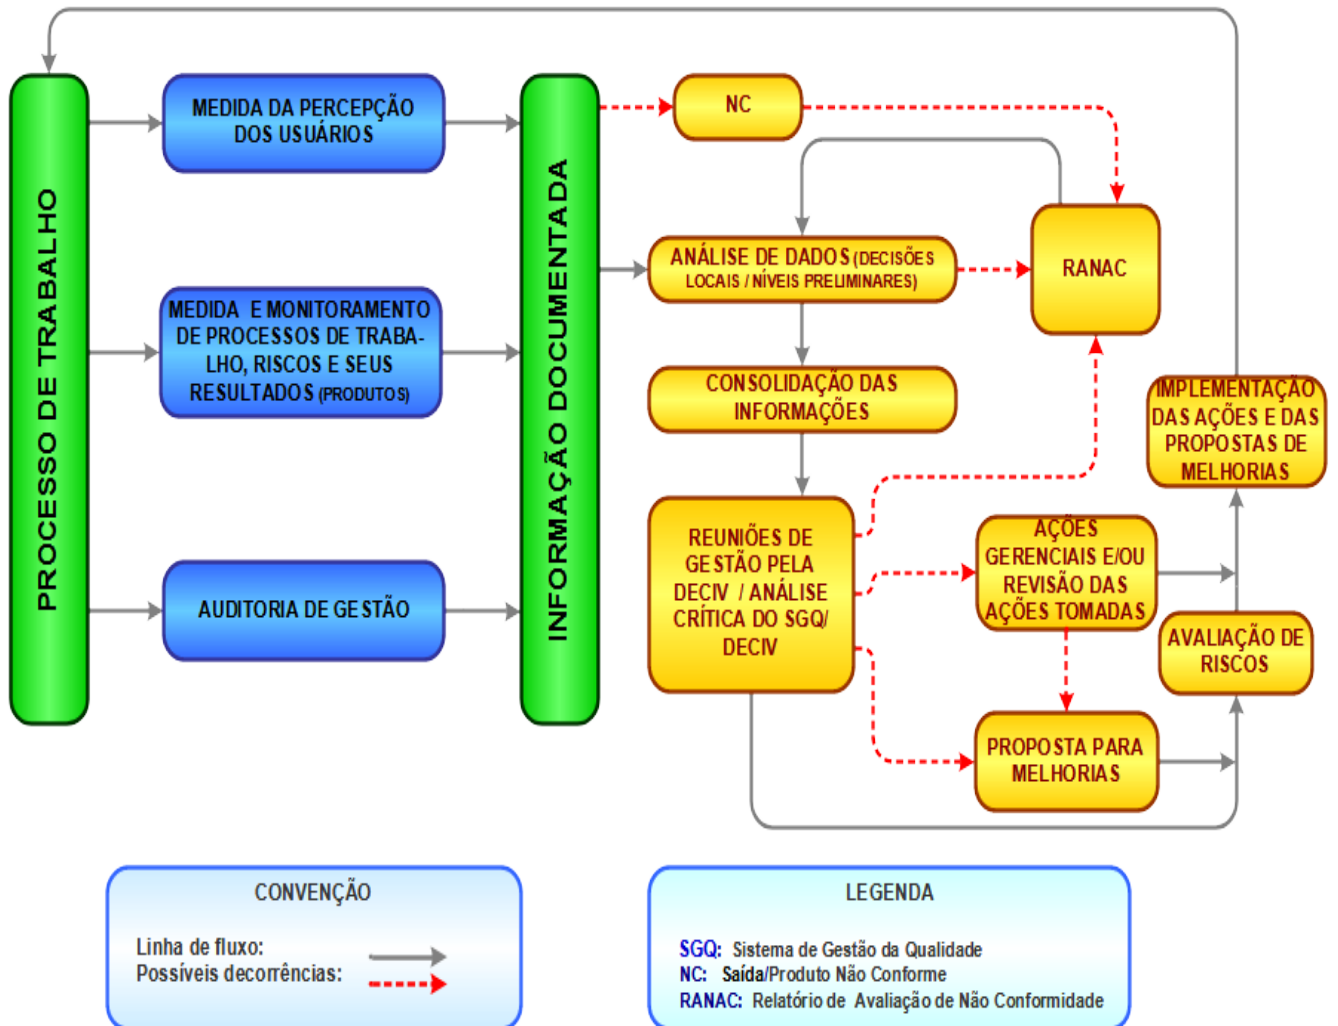 PROCESSO DE TRABALHO
MEDIDA DA PERCEPÇÃO
DOS USUÁRIOS
MEDIDA E MONITORAMENTO
DE PROCESSOS DE TRABA-
LHO, RISCOS E SEUS
RESULTADOS (PRODUTOS)
AUDITORIA DE GESTÃO
INFORMAÇÃO DOCUMENTADA
NC
ANÁLISE DE DADOS (DECISÕES
LOCAIS / NÍVEIS PRELIMINARES)
RANAC
CONSOLIDAÇÃO DAS
INFORMAÇÕES
IMPLEMENTAÇÃO
DAS AÇÕES E DAS
PROPOSTAS DE
MELHORIAS
REUNIÕES DE
GESTÃO PELA
DECIV / ANÁLISE
CRÍTICA DO SGQ/
DECIV
AÇÕES
GERENCIAIS E/OU
REVISÃO DAS
AÇÕES TOMADAS
AVALIAÇÃO DE
RISCOS
PROPOSTA PARA
MELHORIAS
CONVENÇÃO
Linha de fluxo:
Possíveis decorrências:
LEGENDA
SGQ: Sistema de Gestão da Qualidade
NC: Saída/Produto Não Conforme
RANAC: Relatório de Avaliação de Não Conformidade